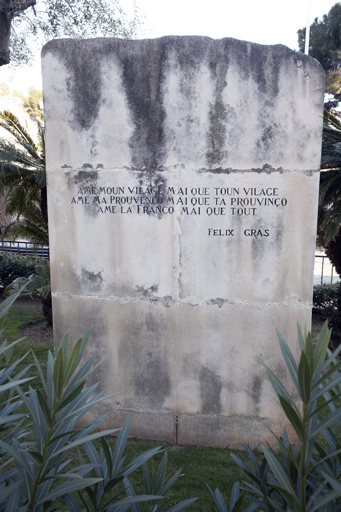 AME MOUN VILAGE MAI QUE TOUN VILAGE
AME MA PROUVENÇO MAI QUE TA PROUVINÇO
AME LA FRANÇO MAI QUE TOUT
FELIX GRAS